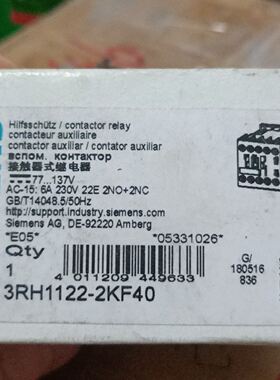 Hilfsschütz / contactor relay
contacteur auxiliaire
contactor auxiliar / contator auxiliar
вспом. контактор
接触器式继电器
77...137V
AC-15: 6A 230V 22E 2NO+2NC
GB/T14048.5/50Hz
http://support.industry.siemens.com
Siemens AG, DE-92220 Amberg
*E05* *05331026*
Qty
1
4 011209 449633
G/
180516
836
3RH1122-2KF40